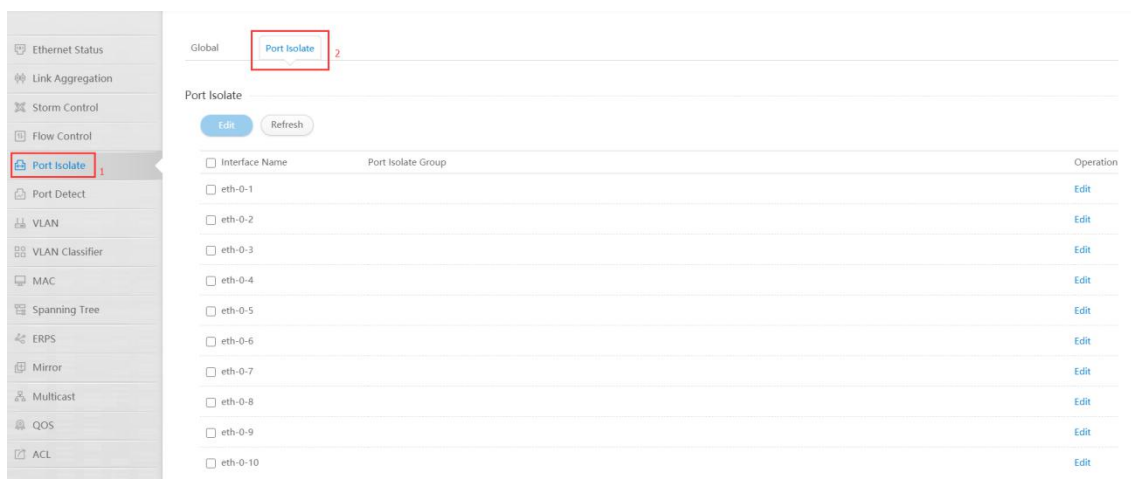 Ethernet Status
Link Aggregation
Storm Control
Flow Control
Port Isolate 1
Port Detect
VLAN
VLAN Classifier
MAC
Spanning Tree
ERPS
Mirror
Multicast
QOS
ACL
Global Port Isolate 2
Port Isolate
Edit Refresh
Interface Name Port Isolate Group Operation
eth-0-1 Edit
eth-0-2 Edit
eth-0-3 Edit
eth-0-4 Edit
eth-0-5 Edit
eth-0-6 Edit
eth-0-7 Edit
eth-0-8 Edit
eth-0-9 Edit
eth-0-10 Edit